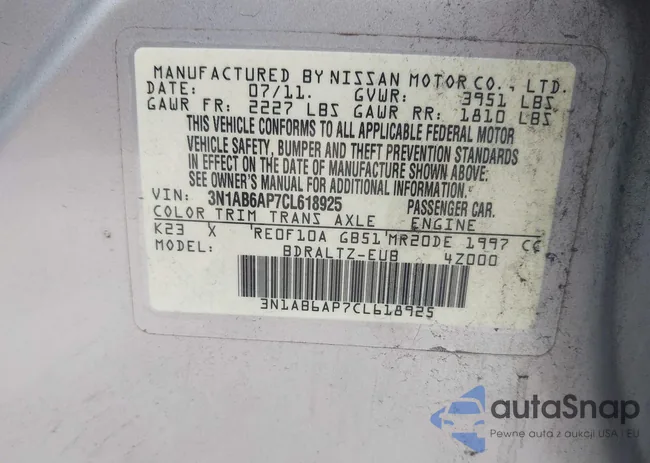 MANUFACTURED BY NISSAN MOTOR CO., LTD.
DATE: 07/11. GVWR: 3951 LBS
GAWR FR: 2227 LBS GAWR RR: 1810 LBS
THIS VEHICLE CONFORMS TO ALL APPLICABLE FEDERAL MOTOR
VEHICLE SAFETY, BUMPER AND THEFT PREVENTION STANDARDS
IN EFFECT ON THE DATE OF MANUFACTURE SHOWN ABOVE.
SEE OWNER'S MANUAL FOR ADDITIONAL INFORMATION.
VIN: 3N1AB6AP7CL618925 PASSENGER CAR.
COLOR TRIM TRANS AXLE ENGINE
K23 X 'RE0F10A GB51'MR20DE 1997 CC
MODEL: BDRALTZ-EUB 4Z000
3N1AB6AP7CL618925
autaSnap
Pewne auta z aukcji USA i EU